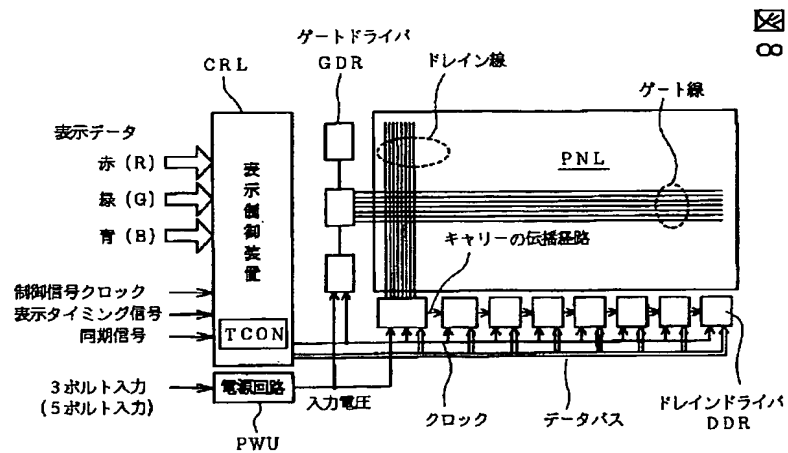 図8
ゲートドライバ
GDR
ドレイン線
CRL
ゲート線
表示データ
赤(R)
緑(G)
青(B)
表示制御装置
PNL
キャリーの伝播経路
制御信号クロック
表示タイミング信号
同期信号
TCON
3ボルト入力
(5ボルト入力)
電源回路
入力電圧
クロック
データバス
ドレインドライバ
DDR
PWU